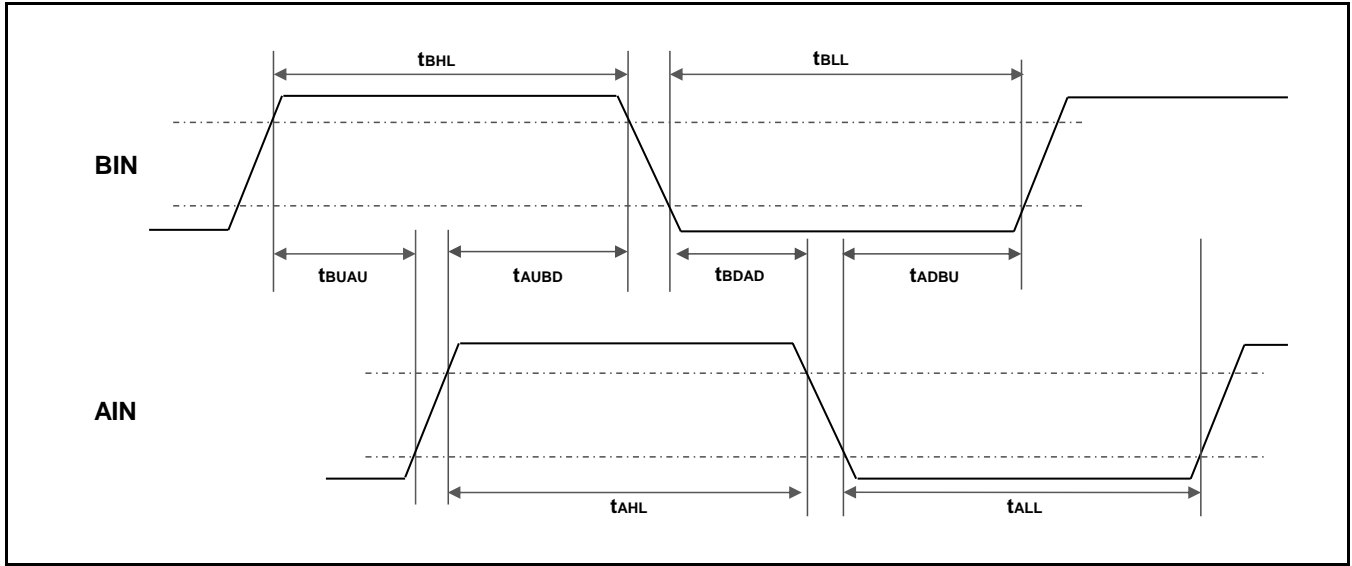 tBHL
tBLL
BIN
tBUAU
tAUBD
tBDAD
tADBU
AIN
tAHL
tALL